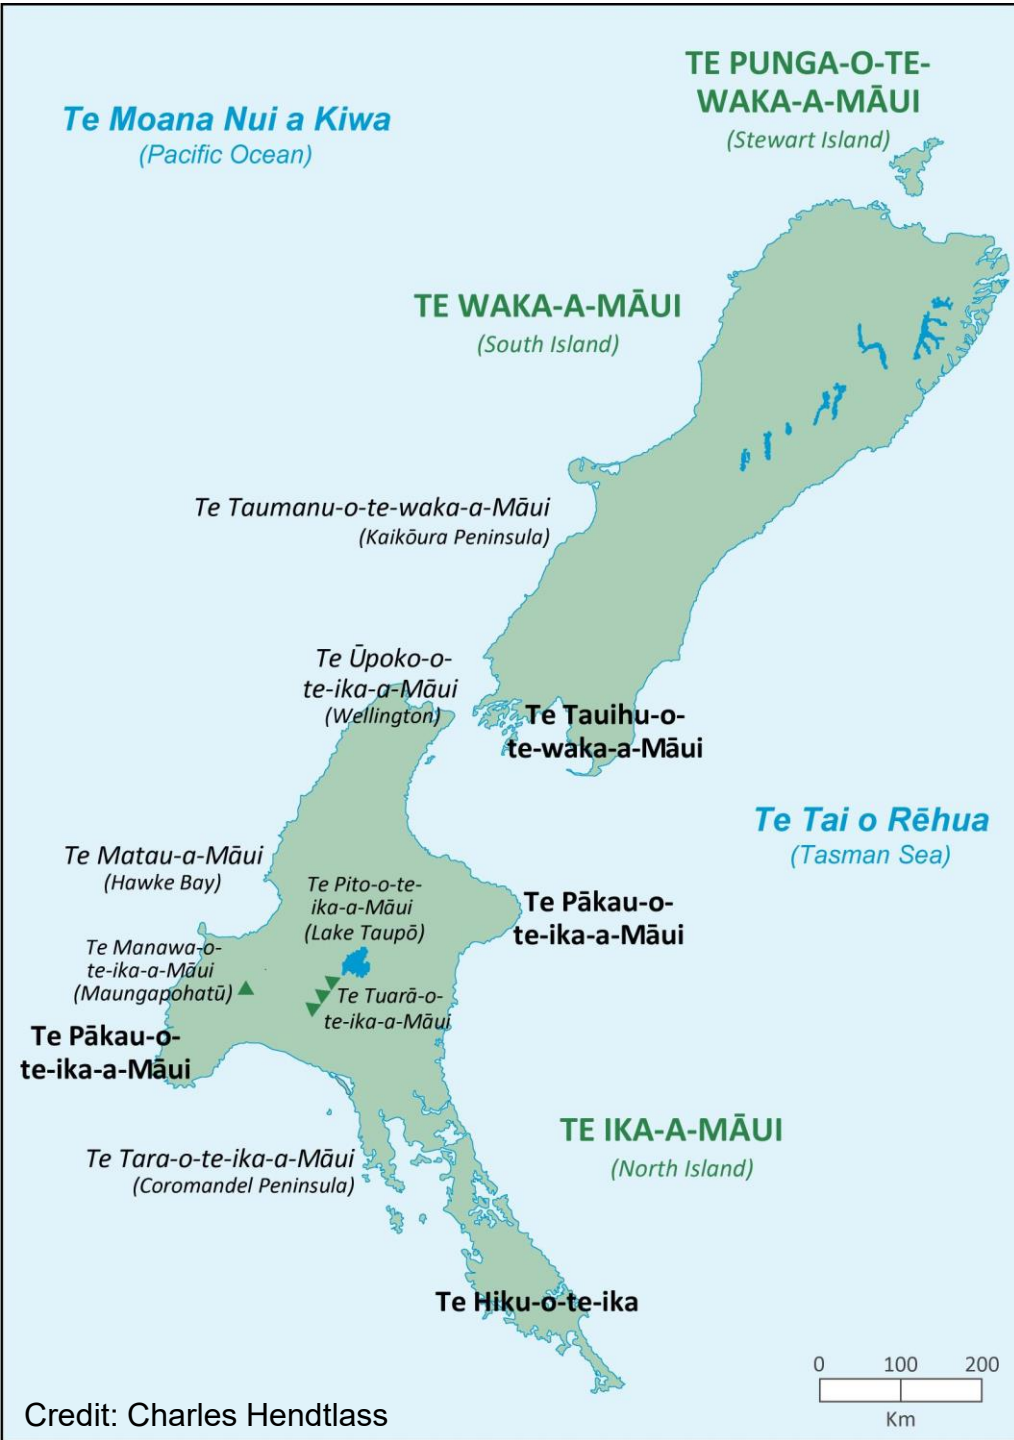 TE PUNGA-O-TE-
WAKA-A-MĀUI
(Stewart Island)
Te Moana Nui a Kiwa
(Pacific Ocean)
TE WAKA-A-MĀUI
(South Island)
Te Taumanu-o-te-waka-a-Māui
(Kaikōura Peninsula)
Te Ūpoko-o-
te-ika-a-Māui
(Wellington)
Te Tauihu-o-
te-waka-a-Māui
Te Tai o Rēhua
(Tasman Sea)
Te Matau-a-Māui
(Hawke Bay)
Te Pito-o-te-
ika-a-Māui
(Lake Taupō)
Te Pākau-o-
te-ika-a-Māui
Te Manawa-o-
te-ika-a-Māui
(Maungapohatū)
Te Tuarā-o-
te-ika-a-Māui
Te Pākau-o-
te-ika-a-Māui
TE IKA-A-MĀUI
(North Island)
Te Tara-o-te-ika-a-Māui
(Coromandel Peninsula)
Te Hiku-o-te-ika
0 100 200
Km
Credit: Charles Hendtlass